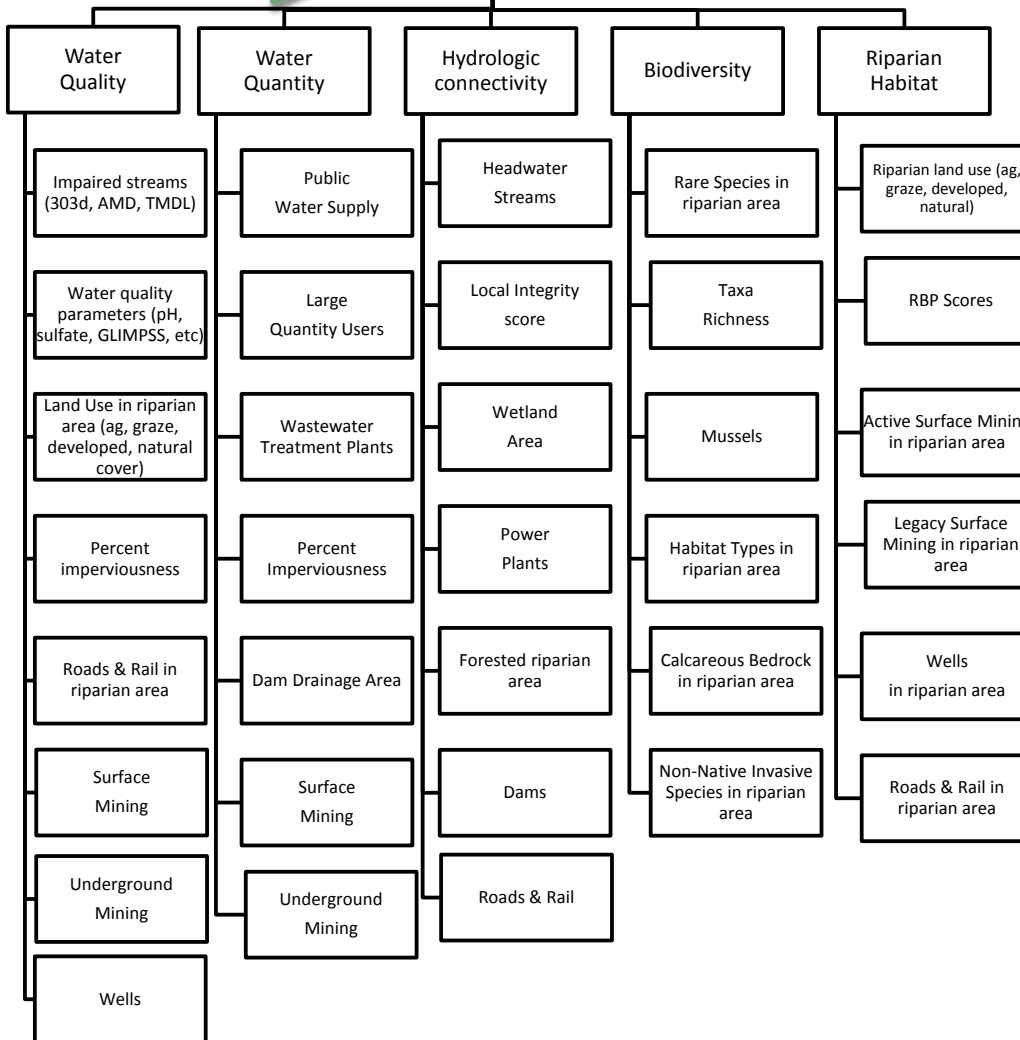 Water
Quality
Impaired streams
(303d, AMD, TMDL)
Water quality
parameters (pH,
sulfate, GLIMPSS, etc)
Land Use in riparian
area (ag, graze,
developed, natural
cover)
Percent
imperviousness
Roads & Rail in
riparian area
Surface
Mining
Underground
Mining
Wells
Water
Quantity
Public
Water Supply
Large
Quantity Users
Wastewater
Treatment Plants
Percent
Imperviousness
Dam Drainage Area
Surface
Mining
Underground
Mining
Hydrologic
connectivity
Headwater
Streams
Local Integrity
score
Wetland
Area
Power
Plants
Forested riparian
area
Dams
Roads & Rail
Biodiversity
Rare Species in
riparian area
Taxa
Richness
Mussels
Habitat Types in
riparian area
Calcareous Bedrock
in riparian area
Non-Native Invasive
Species in riparian
area
Riparian
Habitat
Riparian land use (ag,
graze, developed,
natural)
RBP Scores
Active Surface Minin
in riparian area
Legacy Surface
Mining in riparian
area
Wells
in riparian area
Roads & Rail in
riparian area